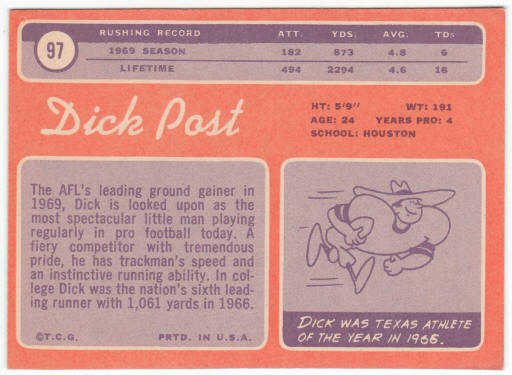 97
RUSHING RECORD ATT. YDS. AVG. TDs
1969 SEASON 182 873 4.8 6
LIFETIME 494 2294 4.6 16
Dick Post
HT: 5'9" WT: 191
AGE: 24 YEARS PRO: 4
SCHOOL: HOUSTON
The AFL's leading ground gainer in
1969, Dick is looked upon as the
most spectacular little man playing
regularly in pro football today. A
fiery competitor with tremendous
pride, he has trackman's speed and
an instinctive running ability. In col-
lege Dick was the nation's sixth lead-
ing runner with 1,061 yards in 1966.
©T.C.G. PRTD. IN U.S.A.
DICK WAS TEXAS ATHLETE
OF THE YEAR IN 1965.